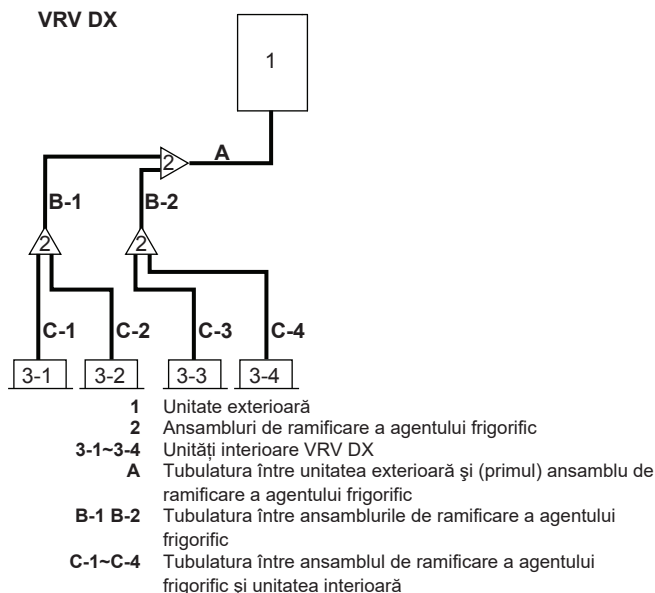 VRV DX
1
2
A
B-1
B-2
2
2
C-1
C-2
C-3
C-4
3-1
3-2
3-3
3-4
1 Unitate exterioară
2 Ansambluri de ramificare a agentului frigorific
3-1~3-4 Unități interioare VRV DX
A Tubulatura între unitatea exterioară şi (primul) ansamblu de
ramificare a agentului frigorific
B-1 B-2 Tubulatura între ansamblurile de ramificare a agentului
frigorific
C-1~C-4 Tubulatura între ansamblul de ramificare a agentului
frigorific și unitatea interioară